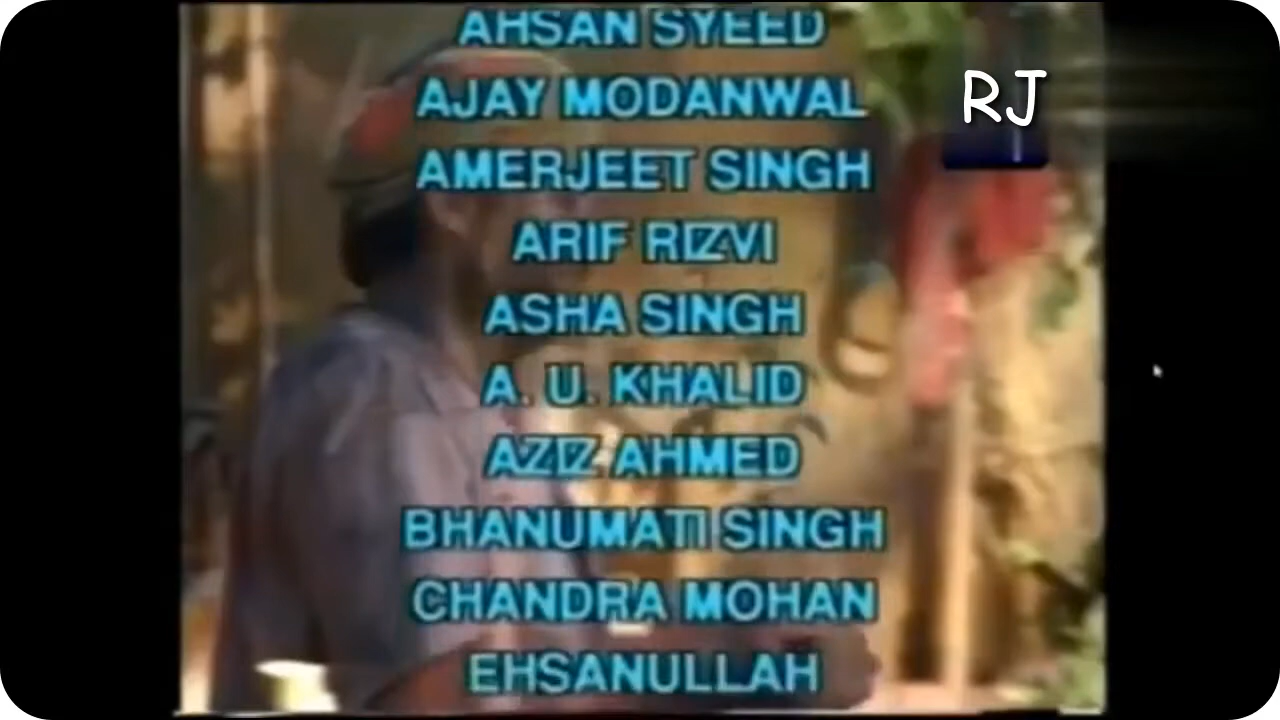 AHSAN SYEED
RJ
AJAY MODANWAL
AMERJEET SINGH
ARIF RIZVI
ASHA SINGH
A. U. KHALID
AZIZ AHMED
BHANUMATI SINGH
CHANDRA MOHAN
EHSANULLAH